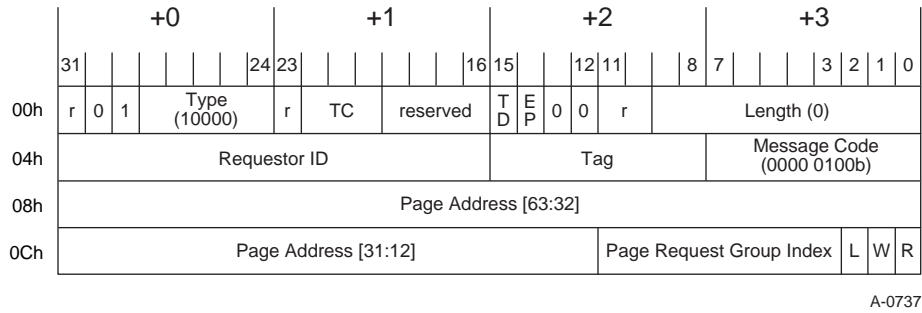 +0 +1 +2 +3
31 24 23 16 15 12 11 8 7 3 2 1 0
00h r 0 1 Type (10000) r TC reserved TD EP 0 0 r Length (0)
04h Requestor ID Tag Message Code (0000 0100b)
08h Page Address [63:32]
0Ch Page Address [31:12] Page Request Group Index L W R
A-0737